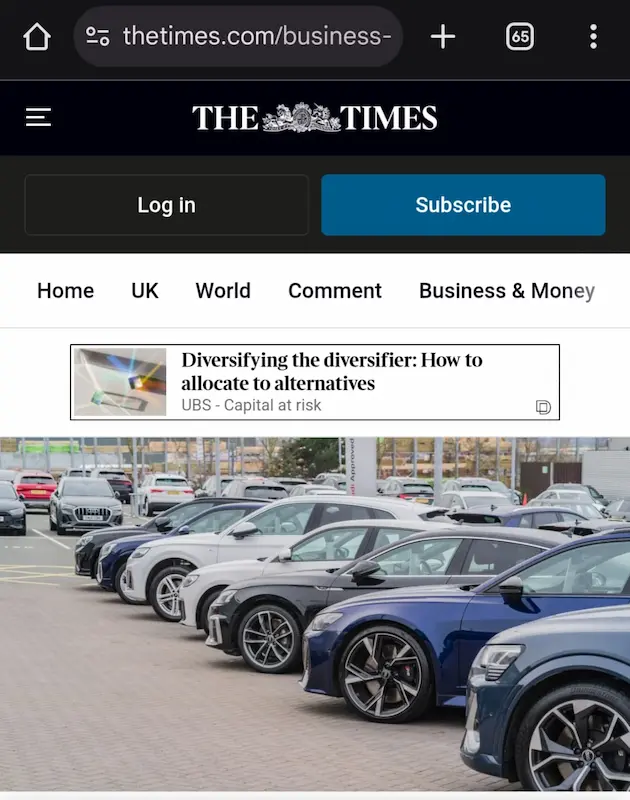 thetimes.com/business-
65
THE TIMES
Log in
Subscribe
Home UK World Comment Business & Money
Diversifying the diversifier: How to
allocate to alternatives
UBS - Capital at risk
Approved